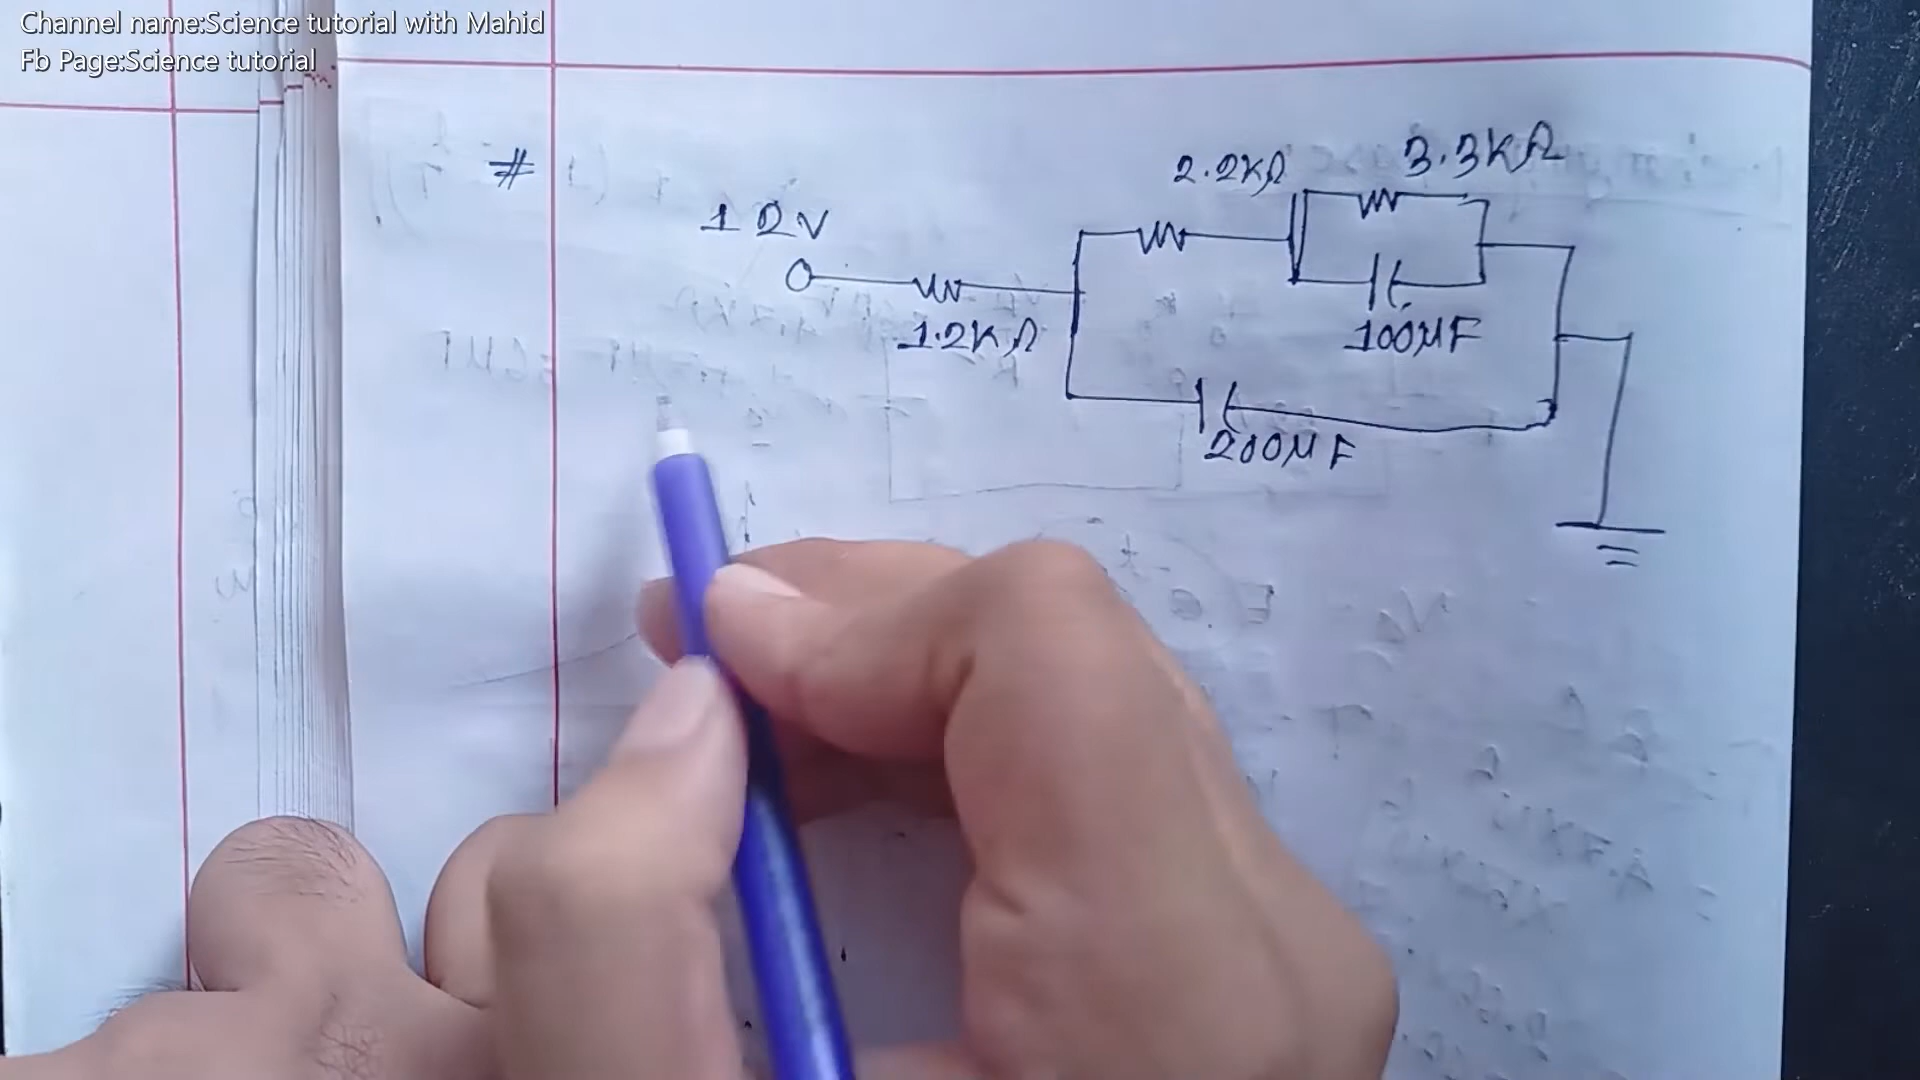 Channel name:Science tutorial with Mahid
Fb Page:Science tutorial
#
12V
2.2KΩ
3.3KΩ
1.2KΩ
100μF
200μF